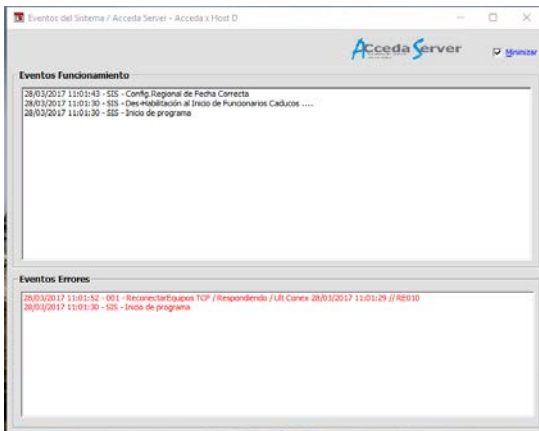 Eventos del Sistema / Acceda Server - Acceda x Host D
Acceda Server
Minimizar
Eventos Funcionamiento
28/03/2017 11:01:43 - SIS - Config.Regional de Fecha Correcta
28/03/2017 11:01:30 - SIS - Des-Habilitación al Inicio de Funcionarios Caducos ....
28/03/2017 11:01:30 - SIS - Inicio de programa
Eventos Errores
28/03/2017 11:01:52 - 001 - ReconectarEquipos TCP / Respondiendo / Ult Conex 28/03/2017 11:01:29 // RE010
28/03/2017 11:01:30 - SIS - Inicio de programa